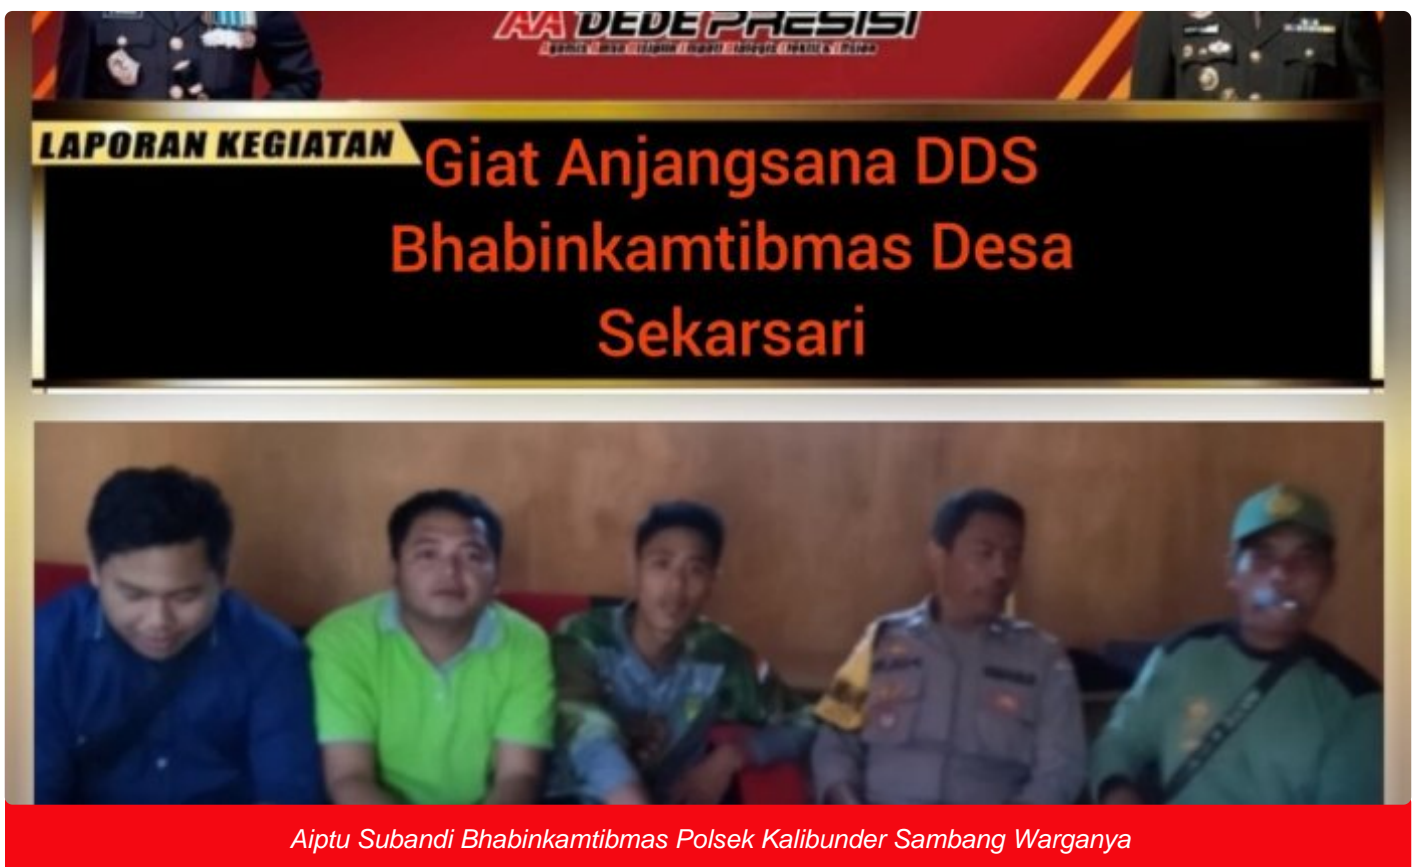 AA DEDE PRESISI
LAPORAN KEGIATAN
Giat Anjangsana DDS
Bhabinkamtibmas Desa
Sekarsari
Aiptu Subandi Bhabinkamtibmas Polsek Kalibunder Sambang Warganya